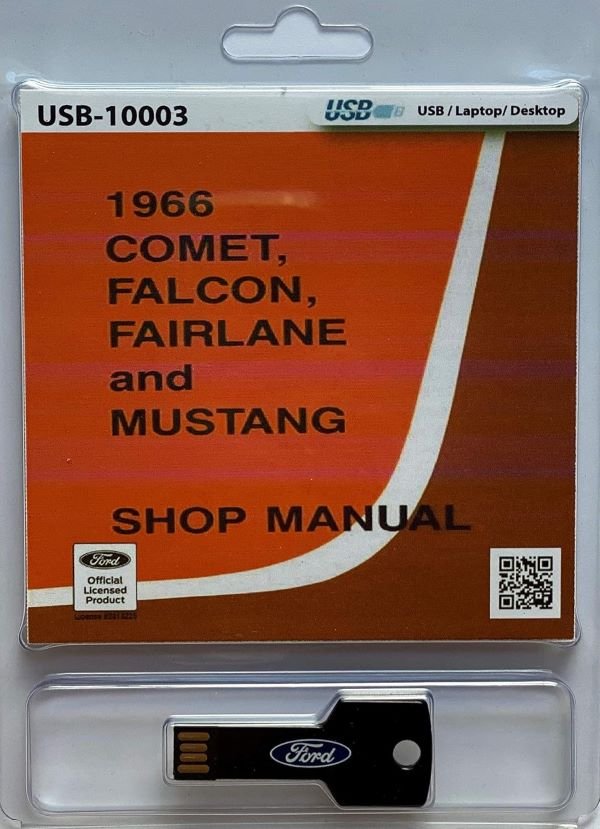 USB-10003
USB
USB / Laptop/ Desktop
1966
COMET,
FALCON,
FAIRLANE
and
MUSTANG
SHOP MANUAL
Ford
Official
Licensed
Product
Ford